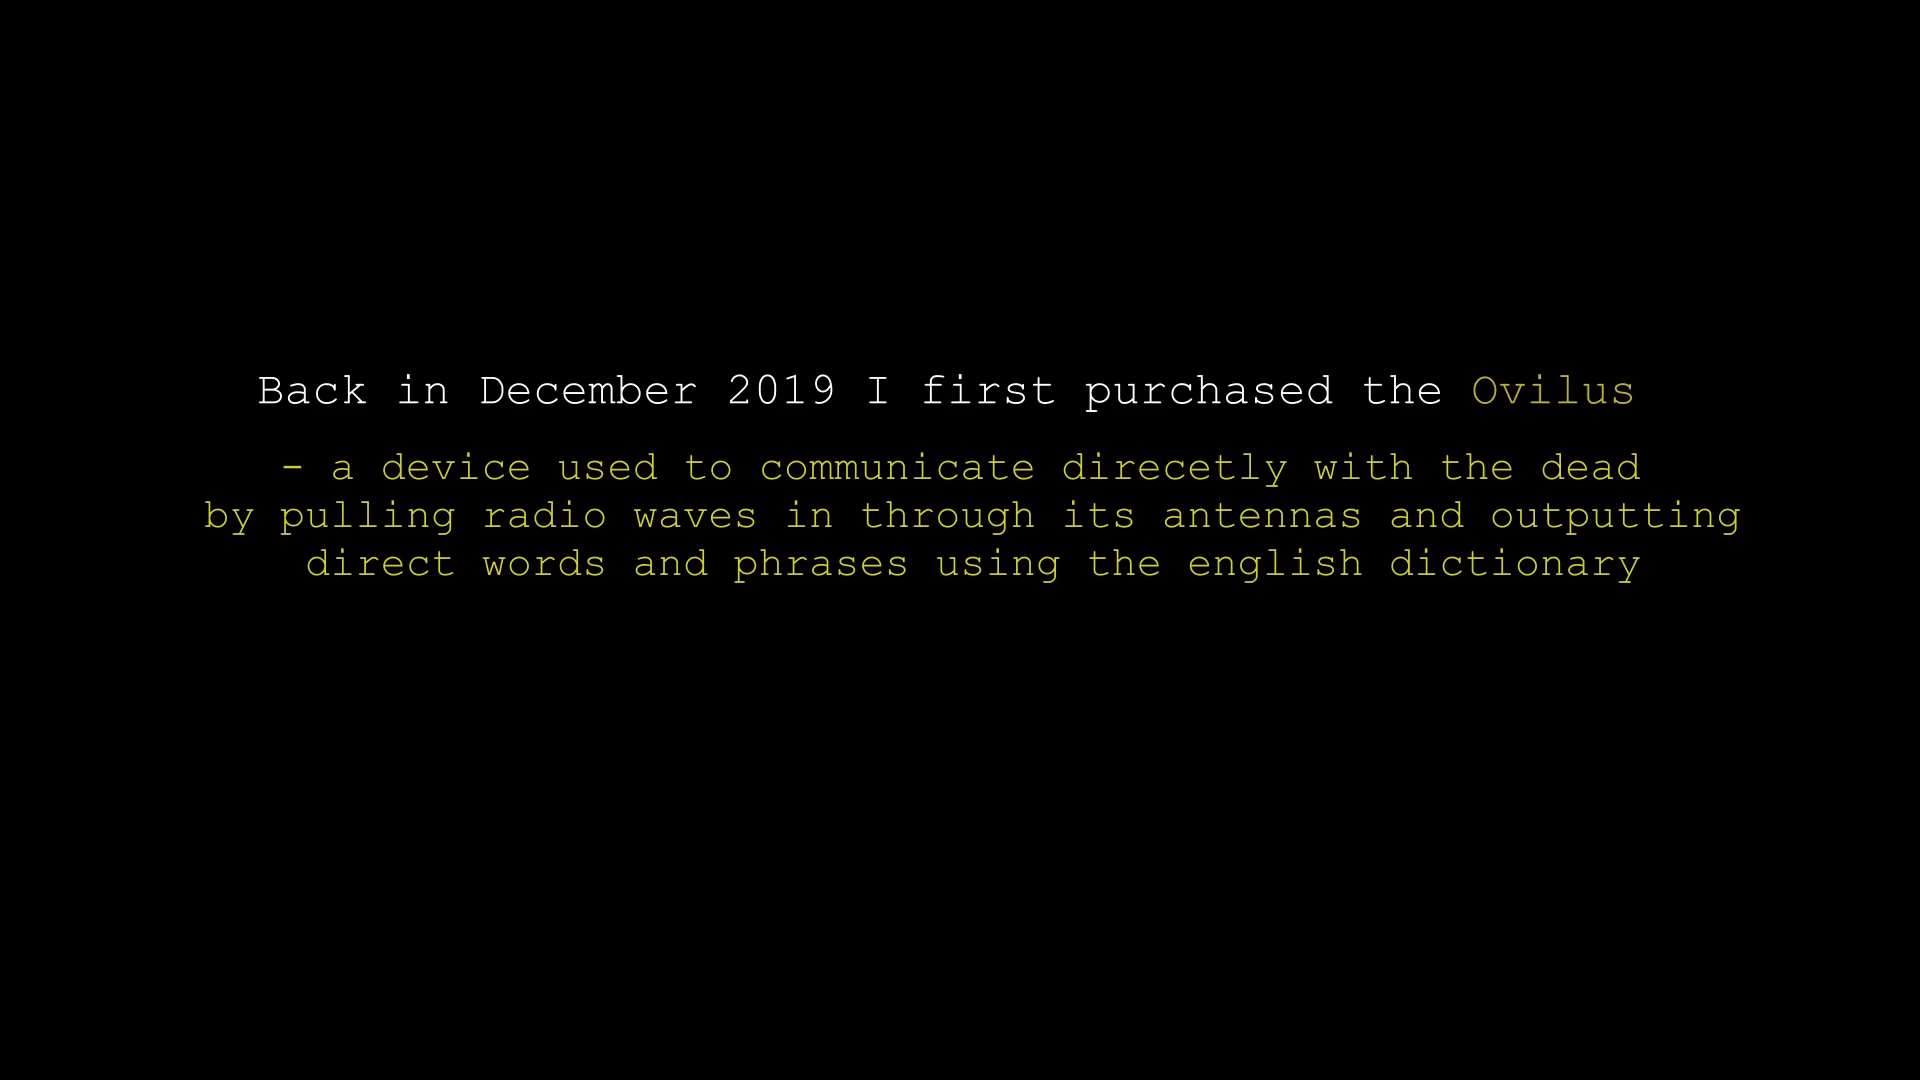 Back in December 2019 I first purchased the Ovilus
- a device used to communicate direcetly with the dead
by pulling radio waves in through its antennas and outputting
direct words and phrases using the english dictionary